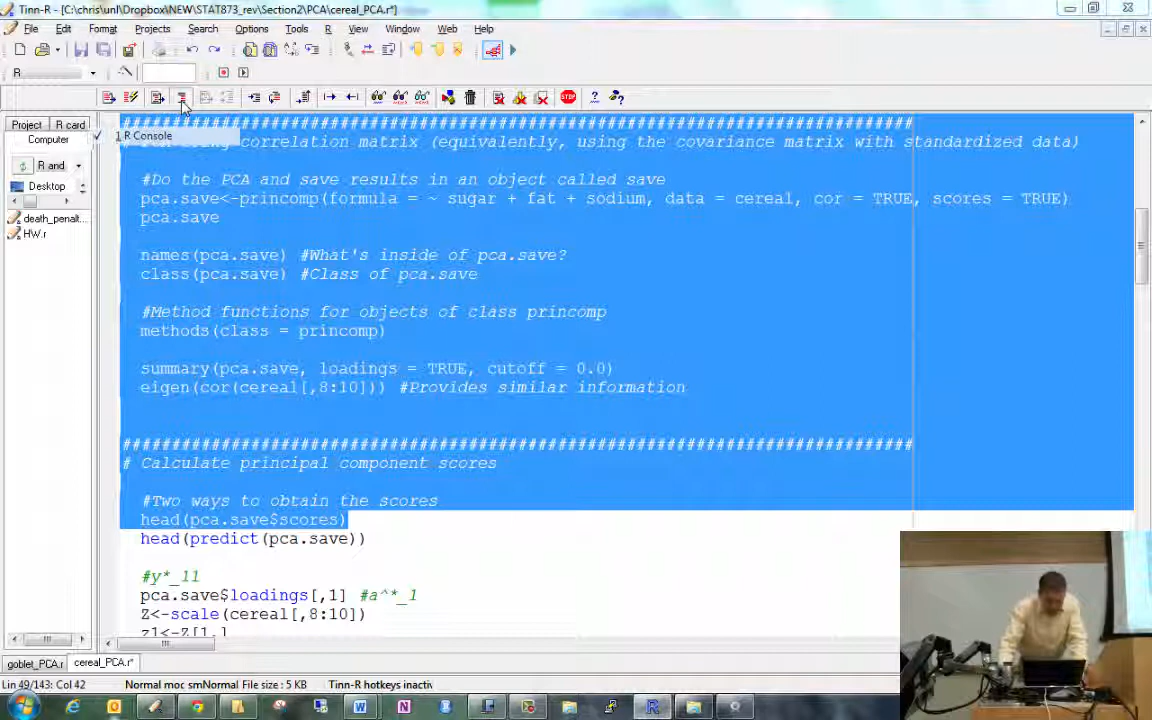 Tinn-R - [C:\chris\unl\Dropbox\NEW\STAT873_rev\Section2\PCA\cereal_PCA.r*]
File Edit Format Projects Search Options Tools R View Window Web Help
R
Project R card
1 R Console
Computer
R and
Desktop
death_penalt...
HW.r
################################################################################
correlation matrix (equivalently, using the covariance matrix with standardized data)
#Do the PCA and save results in an object called save
pca.save<-princomp(formula = ~ sugar + fat + sodium, data = cereal, cor = TRUE, scores = TRUE)
pca.save
names(pca.save) #What's inside of pca.save?
class(pca.save) #Class of pca.save
#Method functions for objects of class princomp
methods(class = princomp)
summary(pca.save, loadings = TRUE, cutoff = 0.0)
eigen(cor(cereal[,8:10])) #Provides similar information
################################################################################
# Calculate principal component scores
#Two ways to obtain the scores
head(pca.save$scores)
head(predict(pca.save))
#y*_11
pca.save$loadings[,1] #a^*_1
Z<-scale(cereal[,8:10])
z1<-Z[1,]
goblet_PCA.r cereal_PCA.r*
Lin 49/143: Col 42 Normal moc smNormal File size: 5 KB Tinn-R hotkeys inactiv